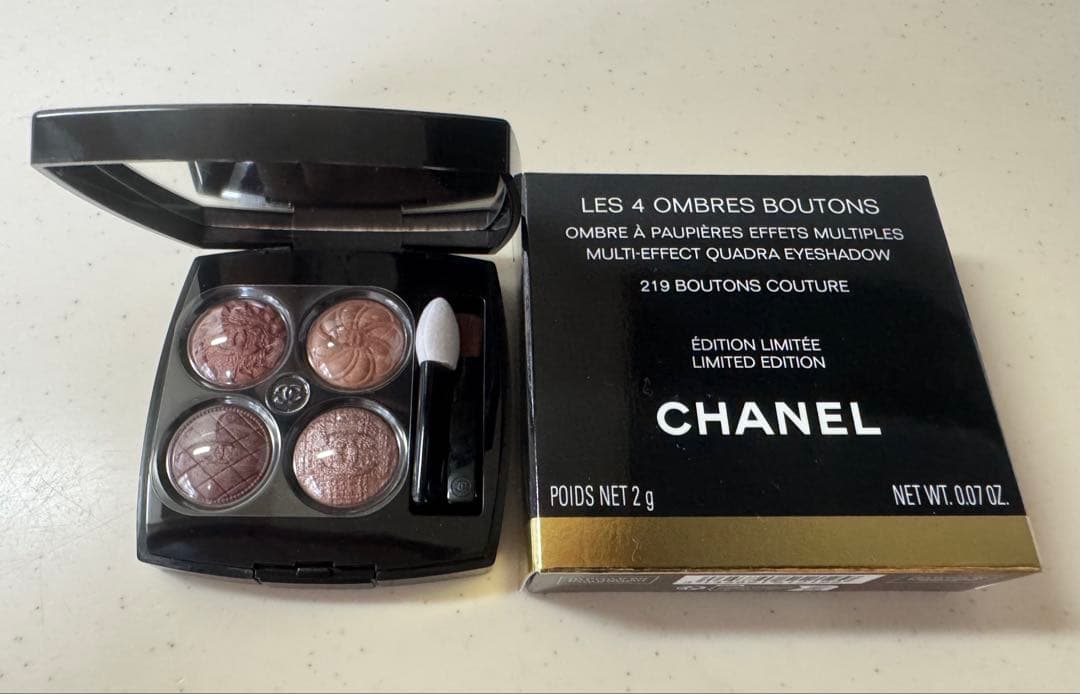 LES 4 OMBRES BOUTONS
OMBRE À PAUPIÈRES EFFETS MULTIPLES
MULTI-EFFECT QUADRA EYESHADOW
219 BOUTONS COUTURE
ÉDITION LIMITÉE
LIMITED EDITION
CHANEL
POIDS NET 2 g
NET WT. 0.07 OZ.